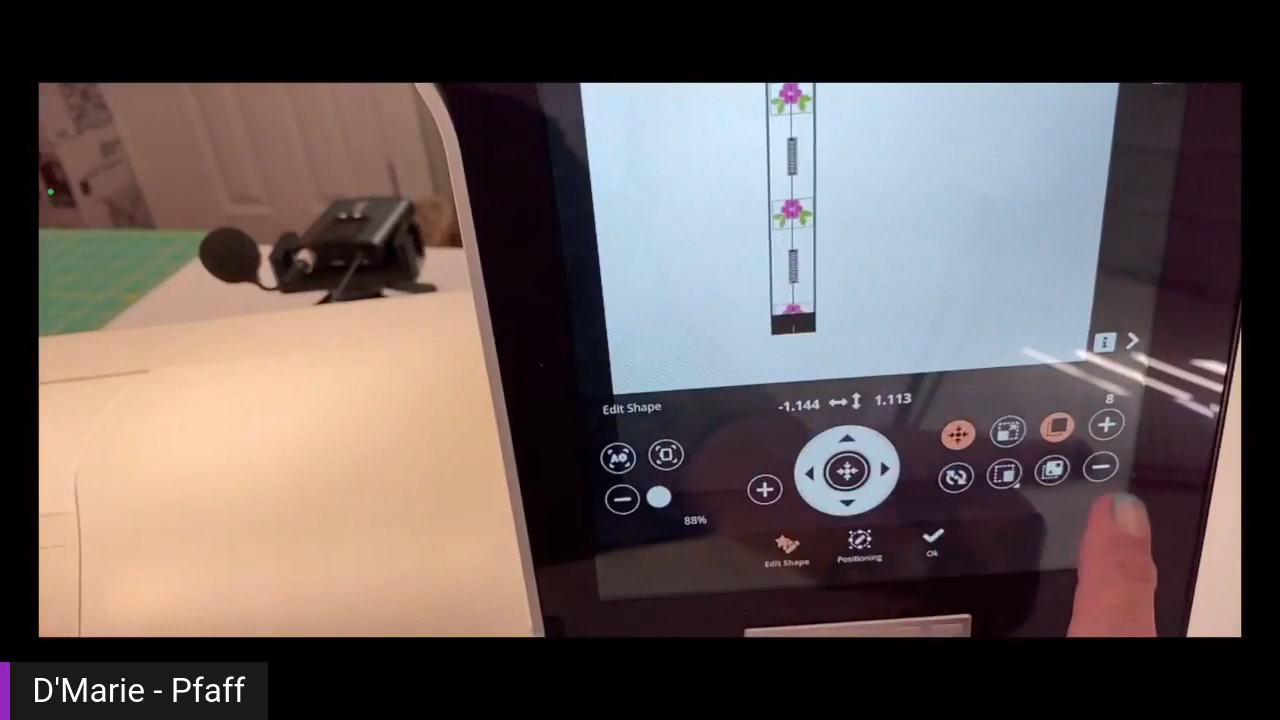 i
Edit Shape
-1.144
1.113
8
88%
Edit Shape
Positioning
Ok
D'Marie - Pfaff